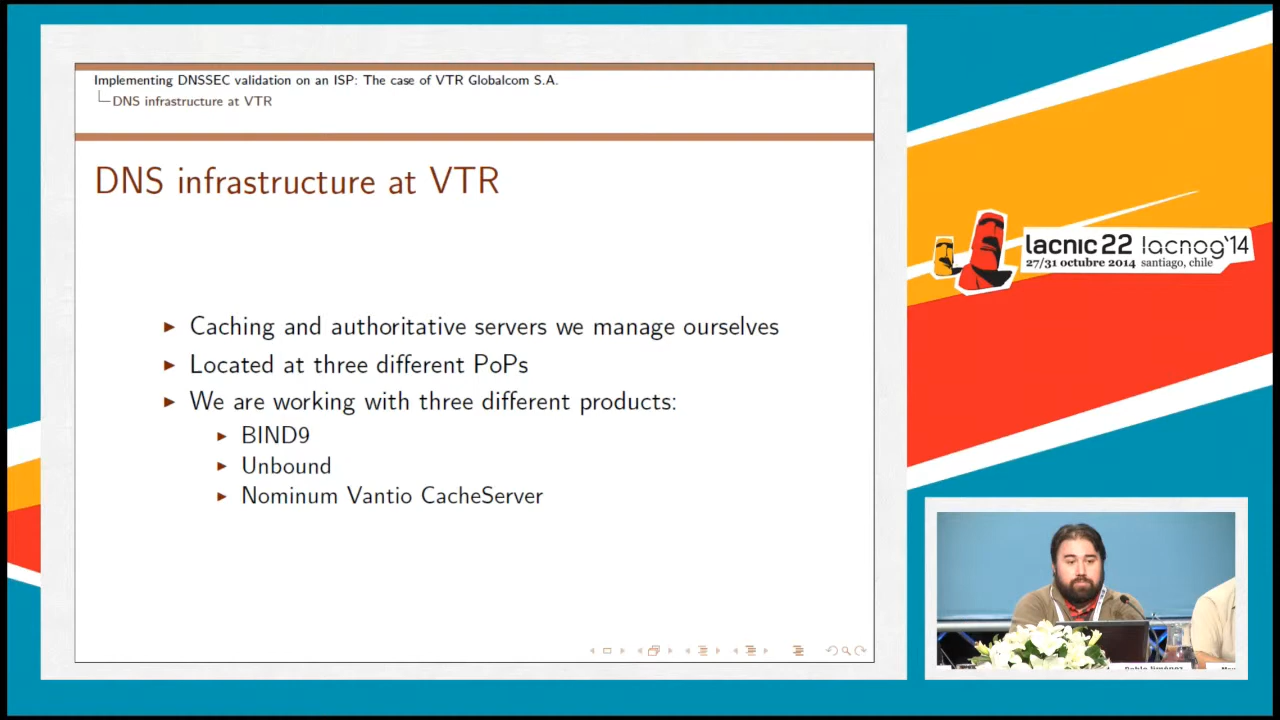 Implementing DNSSEC validation on an ISP: The case of VTR Globalcom S.A.
DNS infrastructure at VTR
DNS infrastructure at VTR
Caching and authoritative servers we manage ourselves
Located at three different PoPs
We are working with three different products:
BIND9
Unbound
Nominum Vantio CacheServer
lacnic 22 lacnog'14
27/31 octubre 2014 santiago, chile
Pablo Jiménez